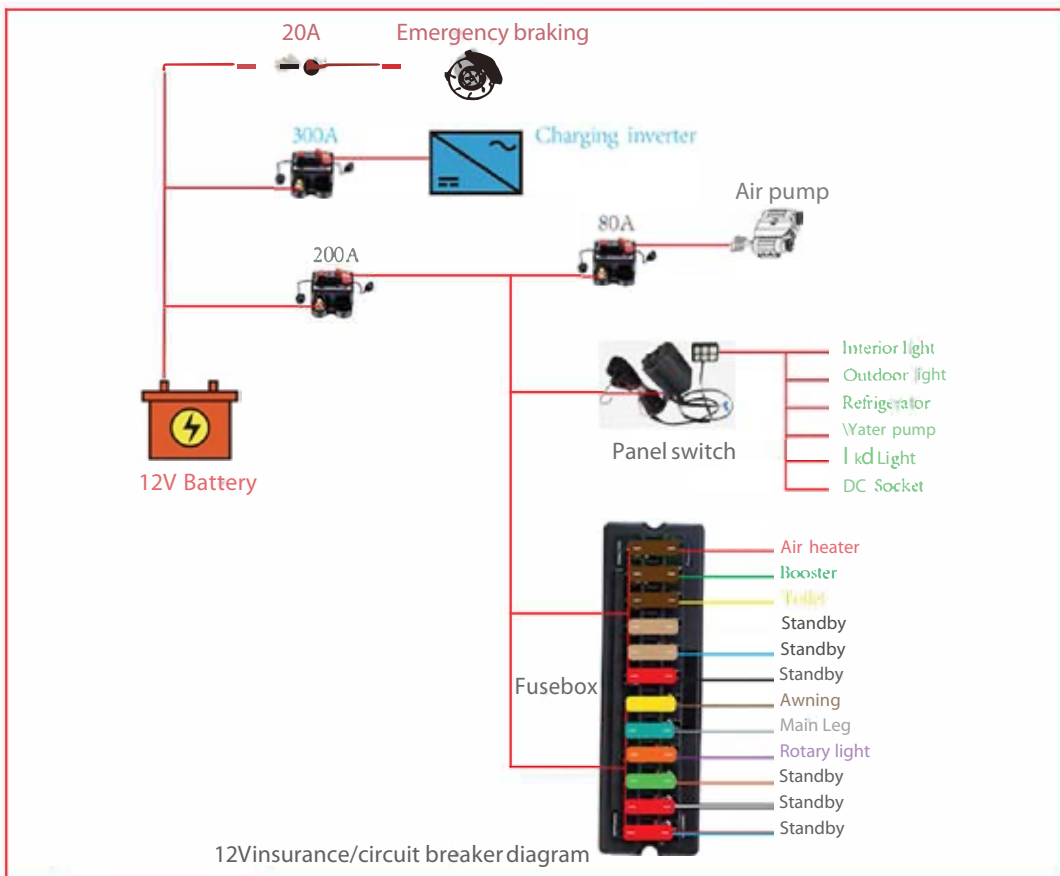 20A
Emergency braking
300A
Charging inverter
Air pump
80A
200A
Interior light
Outdoor light
Refrigerator
Water pump
Light
DC Socket
Panel switch
12V Battery
Air heater
Booster
Toilet
Standby
Standby
Standby
Fusebox
Awning
Main Leg
Rotary light
Standby
Standby
Standby
12Vinsurance/circuit breaker diagram